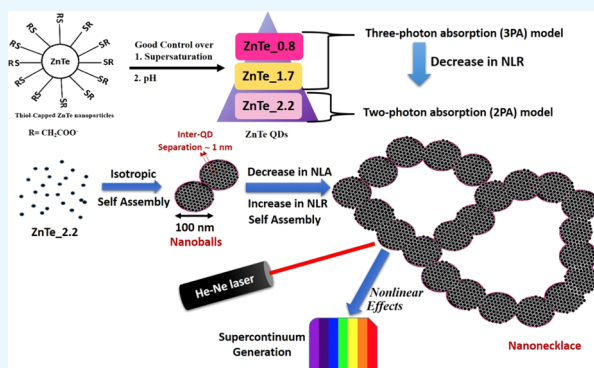 RS
SR
RS
SR
RS
ZnTe
SR
RS
SR
RS
SR
SR
Thiol-Capped ZnTe nanoparticles
R= CH₂COO⁻
Good Control over
1. Supersaturation
2. pH
ZnTe_0.8
ZnTe_1.7
ZnTe_2.2
ZnTe QDs
Three-photon absorption (3PA) model
Decrease in NLR
Two-photon absorption (2PA) model
ZnTe_2.2
Isotropic
Self Assembly
Inter-QD
Separation ~ 1 nm
100 nm
Nanoballs
Decrease in NLA
Increase in NLR
Self Assembly
He-Ne laser
Nonlinear
Effects
Supercontinuum
Generation
Nanonecklace